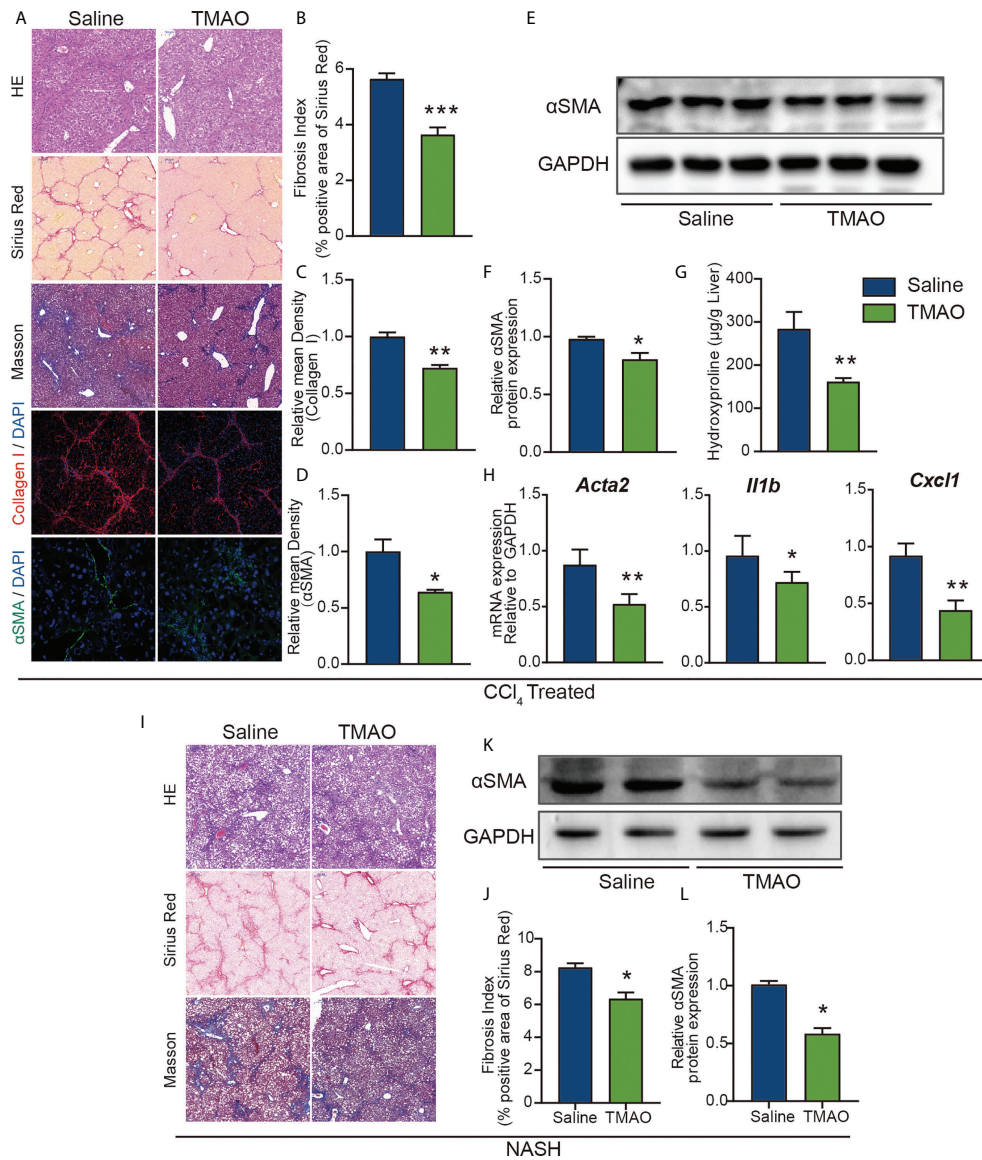 A
Saline TMAO
HE
Sirius Red
Masson
Collagen I / DAPI
αSMA / DAPI
B
Fibrosis Index
(% positive area of Sirius Red)
6
4
2
0
***
C
Relative mean Density
(Collagen I)
1.5
1.0
0.5
0.0
**
D
Relative mean Density
(αSMA)
1.5
1.0
0.5
0.0
*
E
αSMA
GAPDH
Saline TMAO
F
Relative αSMA
protein expression
1.5
1.0
0.5
0.0
*
G
Hydroxyproline (μg/g Liver)
400
300
200
150
100
**
Saline
TMAO
H
mRNA expression
Relative to GAPDH
Acta2
1.5
1.0
0.5
0.0
**
Il1b
1.5
1.0
0.5
0.0
*
Cxcl1
1.5
1.0
0.5
0.0
**
CCl4 Treated
I
Saline TMAO
HE
Sirius Red
Masson
K
αSMA
GAPDH
Saline TMAO
J
Fibrosis Index
(% positive area of Sirius Red)
10
8
6
4
2
0
*
Saline TMAO
L
Relative αSMA
protein expression
1.5
1.0
0.5
0.0
*
Saline TMAO
NASH